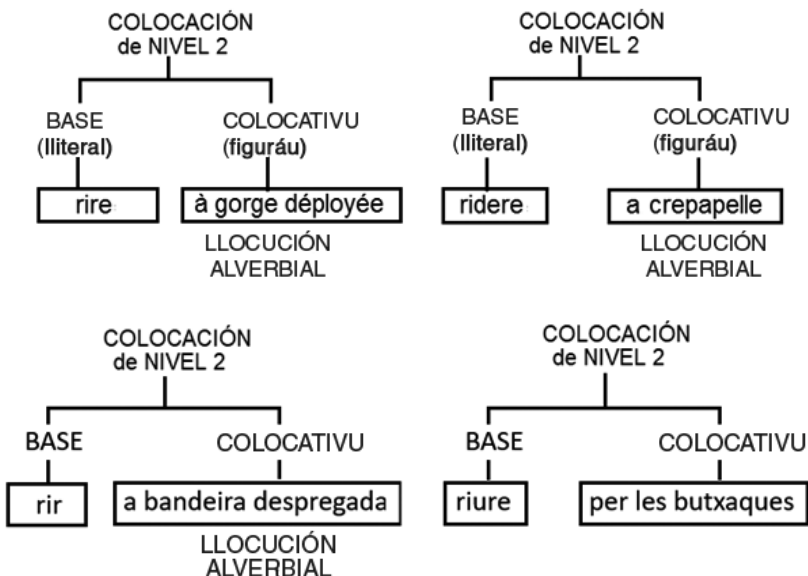 COLOCACIÓN
de NIVEL 2
BASE
(lliteral)
COLOCATIVU
(figuráu)
rire
à gorge déployée
LLOCUCIÓN
ALVERBIAL
COLOCACIÓN
de NIVEL 2
BASE
(lliteral)
COLOCATIVU
(figuráu)
ridere
a crepapelle
LLOCUCIÓN
ALVERBIAL
COLOCACIÓN
de NIVEL 2
BASE
COLOCATIVU
rir
a bandeira despregada
LLOCUCIÓN
ALVERBIAL
COLOCACIÓN
de NIVEL 2
BASE
COLOCATIVU
riure
per les butxaques